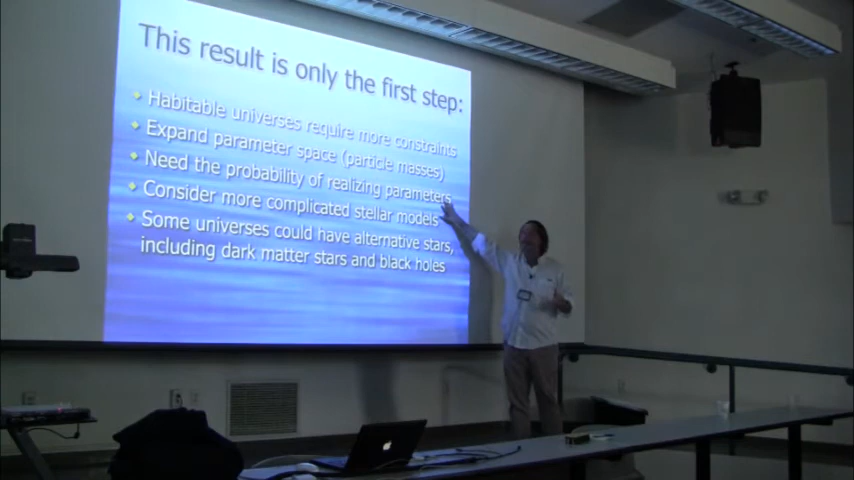 This result is only the first step:
Habitable universes require more constraints
Expand parameter space (particle masses)
Need the probability of realizing parameters
Consider more complicated stellar models
Some universes could have alternative stars,
including dark matter stars and black holes